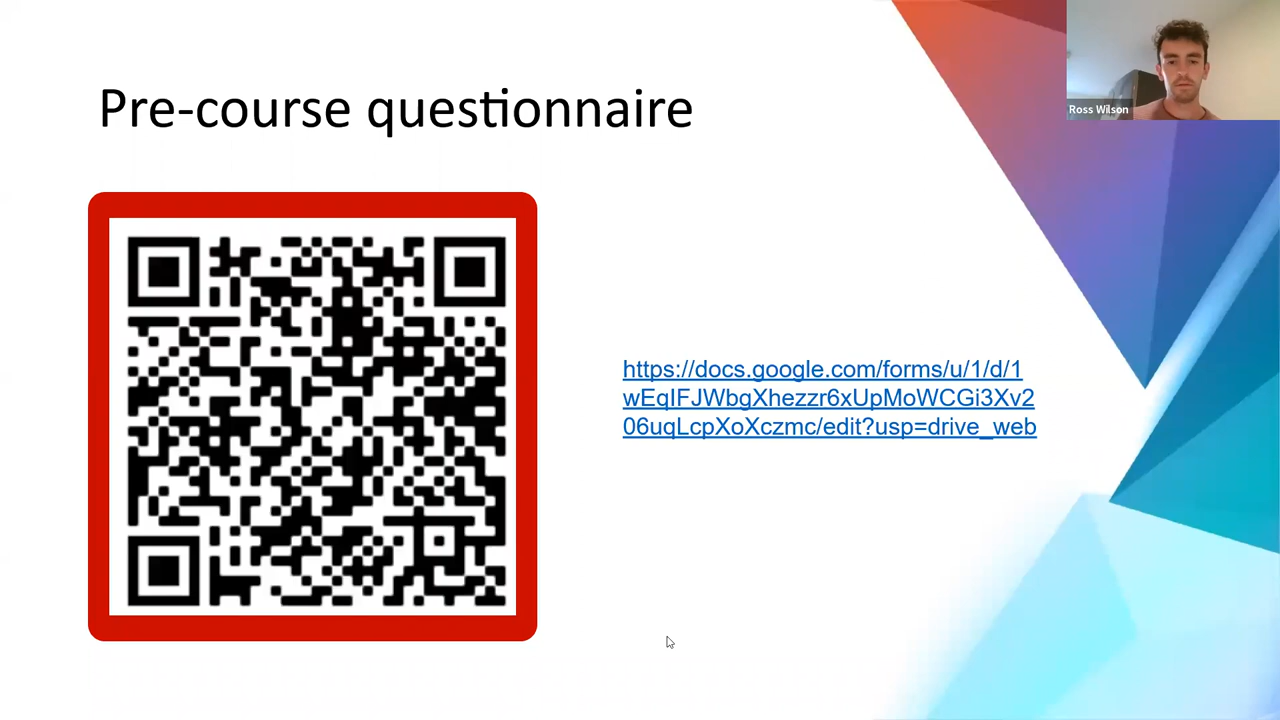 Pre-course questionnaire
Ross Wilson
https://docs.google.com/forms/u/1/d/1
wEqIFJWbgXhezzr6xUpMoWCGi3Xv2
06uqLcpXoXczmc/edit?usp=drive_web